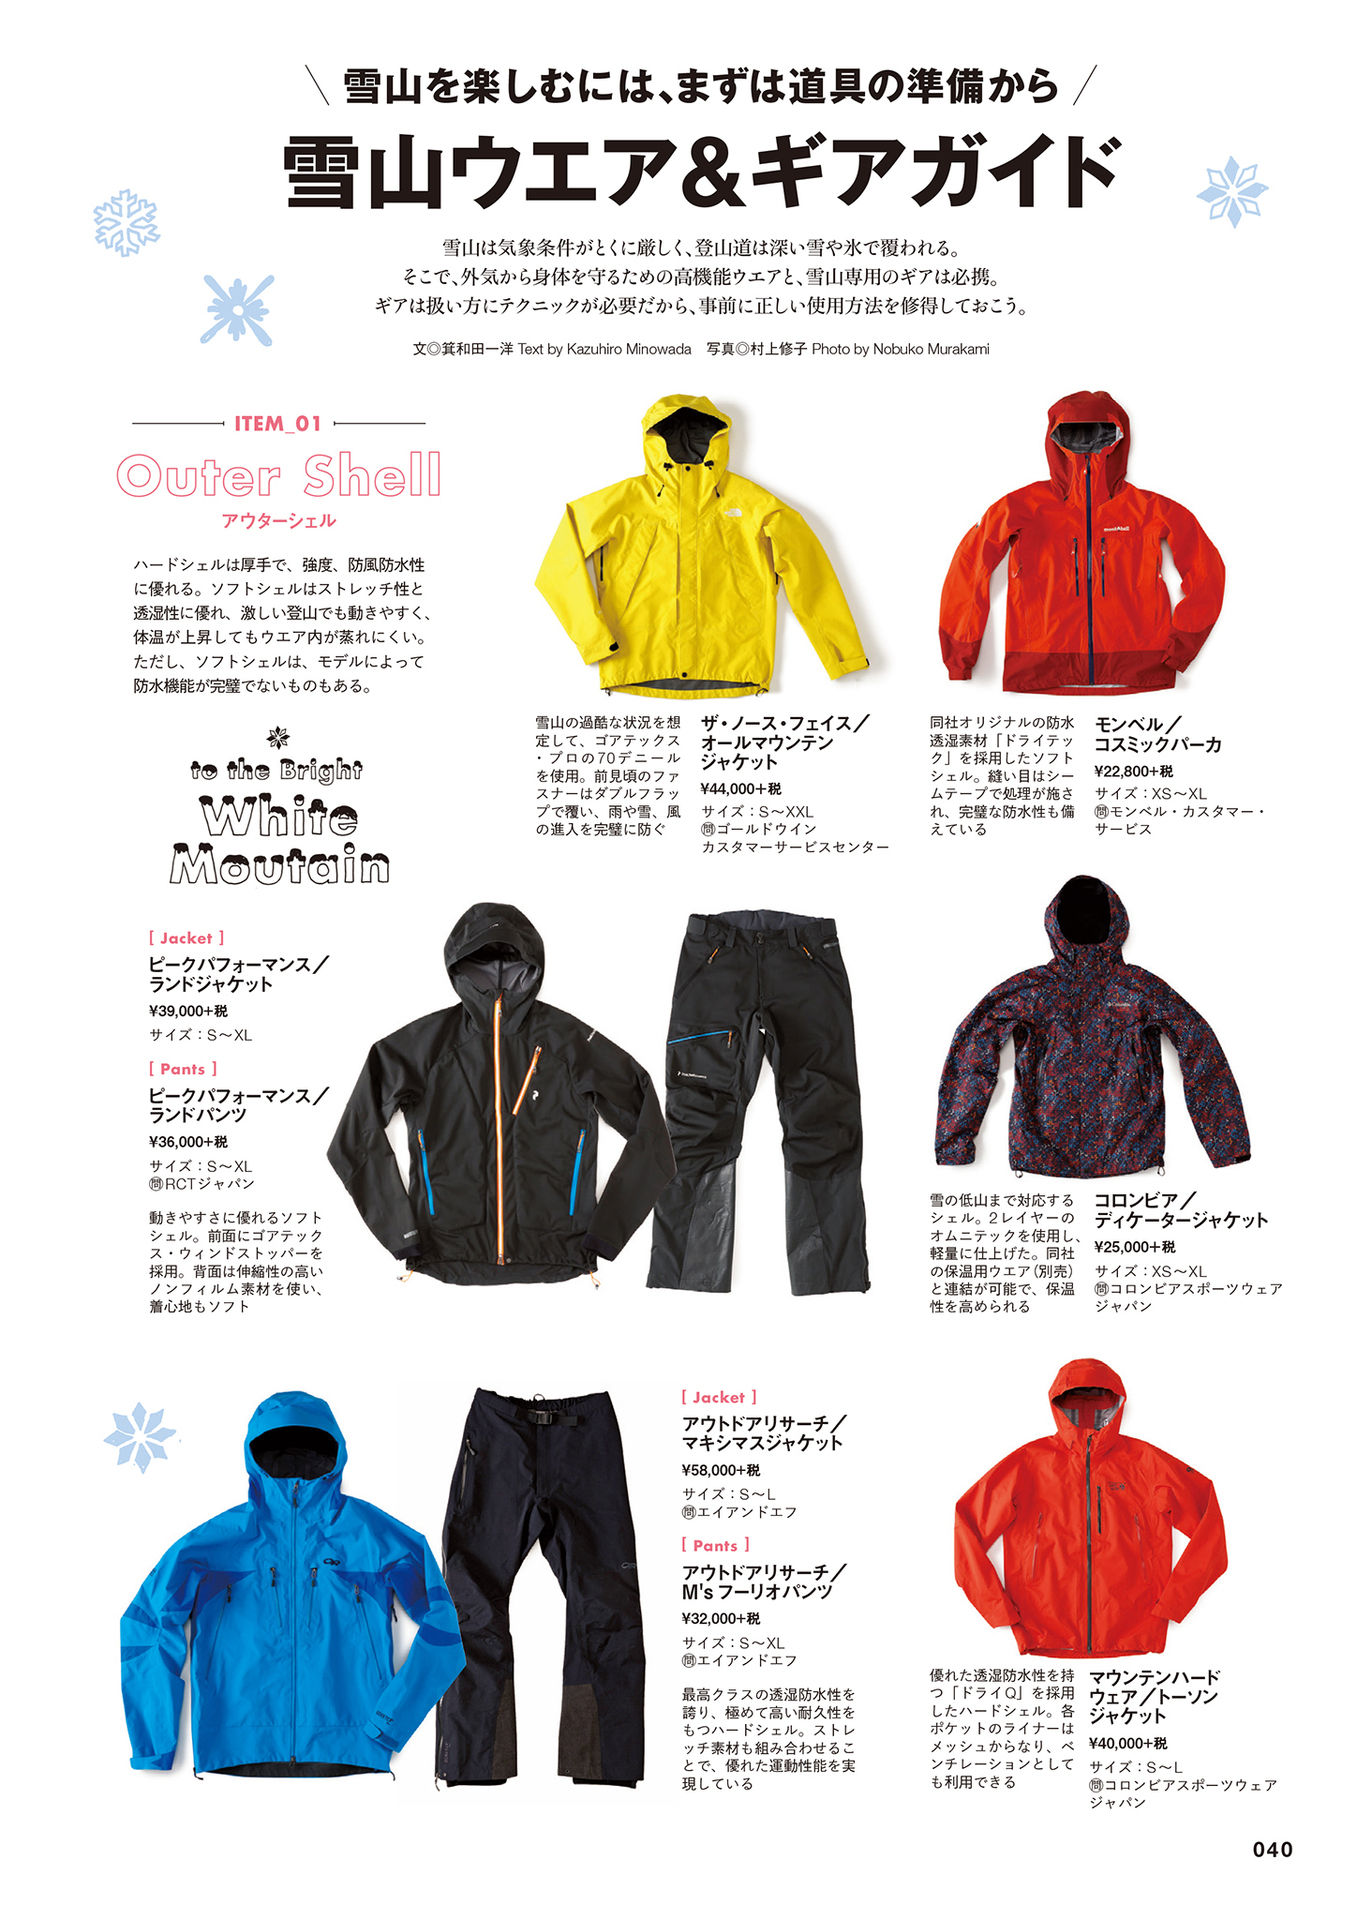 雪山を楽しむには、まずは道具の準備から
雪山ウエア&ギアガイド
雪山は気象条件がとくに厳しく、登山道は深い雪や氷で覆われる。
そこで、外気から身体を守るための高機能ウエアと、雪山専用のギアは必携。
ギアは扱い方にテクニックが必要だから、事前に正しい使用方法を修得しておこう。
文◎箕和田一洋 Text by Kazuhiro Minowada 写真◎村上修子 Photo by Nobuko Murakami
ITEM_01
Outer Shell
アウターシェル
ハードシェルは厚手で、強度、防風防水性
に優れる。ソフトシェルはストレッチ性と
透湿性に優れ、激しい登山でも動きやすく、
体温が上昇してもウエア内が蒸れにくい。
ただし、ソフトシェルは、モデルによって
防水機能が完璧でないものもある。
to the Bright
White
Moutain
雪山の過酷な状況を想
定して、ゴアテックス
・プロの70デニール
を使用。前見頃のファ
スナーはダブルフラッ
プで覆い、雨や雪、風
の進入を完璧に防ぐ
ザ・ノース・フェイス／
オールマウンテン
ジャケット
¥44,000+税
サイズ：S〜XXL
㉄ゴールドウイン
カスタマーサービスセンター
montbell
同社オリジナルの防水
透湿素材「ドライテッ
ク」を採用したソフト
シェル。縫い目はシー
ムテープで処理が施さ
れ、完璧な防水性も備
えている
モンベル／
コスミックパーカ
¥22,800+税
サイズ：XS〜XL
㉄モンベル・カスタマー・
サービス
[ Jacket ]
ピークパフォーマンス／
ランドジャケット
¥39,000+税
サイズ：S〜XL
[ Pants ]
ピークパフォーマンス／
ランドパンツ
¥36,000+税
サイズ：S〜XL
㉄RCTジャパン
動きやすさに優れるソフト
シェル。前面にゴアテック
ス・ウィンドストッパーを
採用。背面は伸縮性の高い
ノンフィルム素材を使い、
着心地もソフト
Columbia
雪の低山まで対応する
シェル。2レイヤーの
オムニテックを使用し、
軽量に仕上げた。同社
の保温用ウエア（別売）
と連結が可能で、保温
性を高められる
コロンビア／
ディケータージャケット
¥25,000+税
サイズ：XS〜XL
㉄コロンビアスポーツウェア
ジャパン
[ Jacket ]
アウトドアリサーチ／
マキシマスジャケット
¥58,000+税
サイズ：S〜L
㉄エイアンドエフ
[ Pants ]
アウトドアリサーチ／
M's フーリオパンツ
¥32,000+税
サイズ：S〜XL
㉄エイアンドエフ
最高クラスの透湿防水性を
誇り、極めて高い耐久性を
もつハードシェル。ストレ
ッチ素材も組み合わせるこ
とで、優れた運動性能を実
現している
優れた透湿防水性を持
つ「ドライQ」を採用
したハードシェル。各
ポケットのライナーは
メッシュからなり、ベ
ンチレーションとして
も利用できる
マウンテンハード
ウェア／トーソン
ジャケット
¥40,000+税
サイズ：S〜L
㉄コロンビアスポーツウェア
ジャパン
040